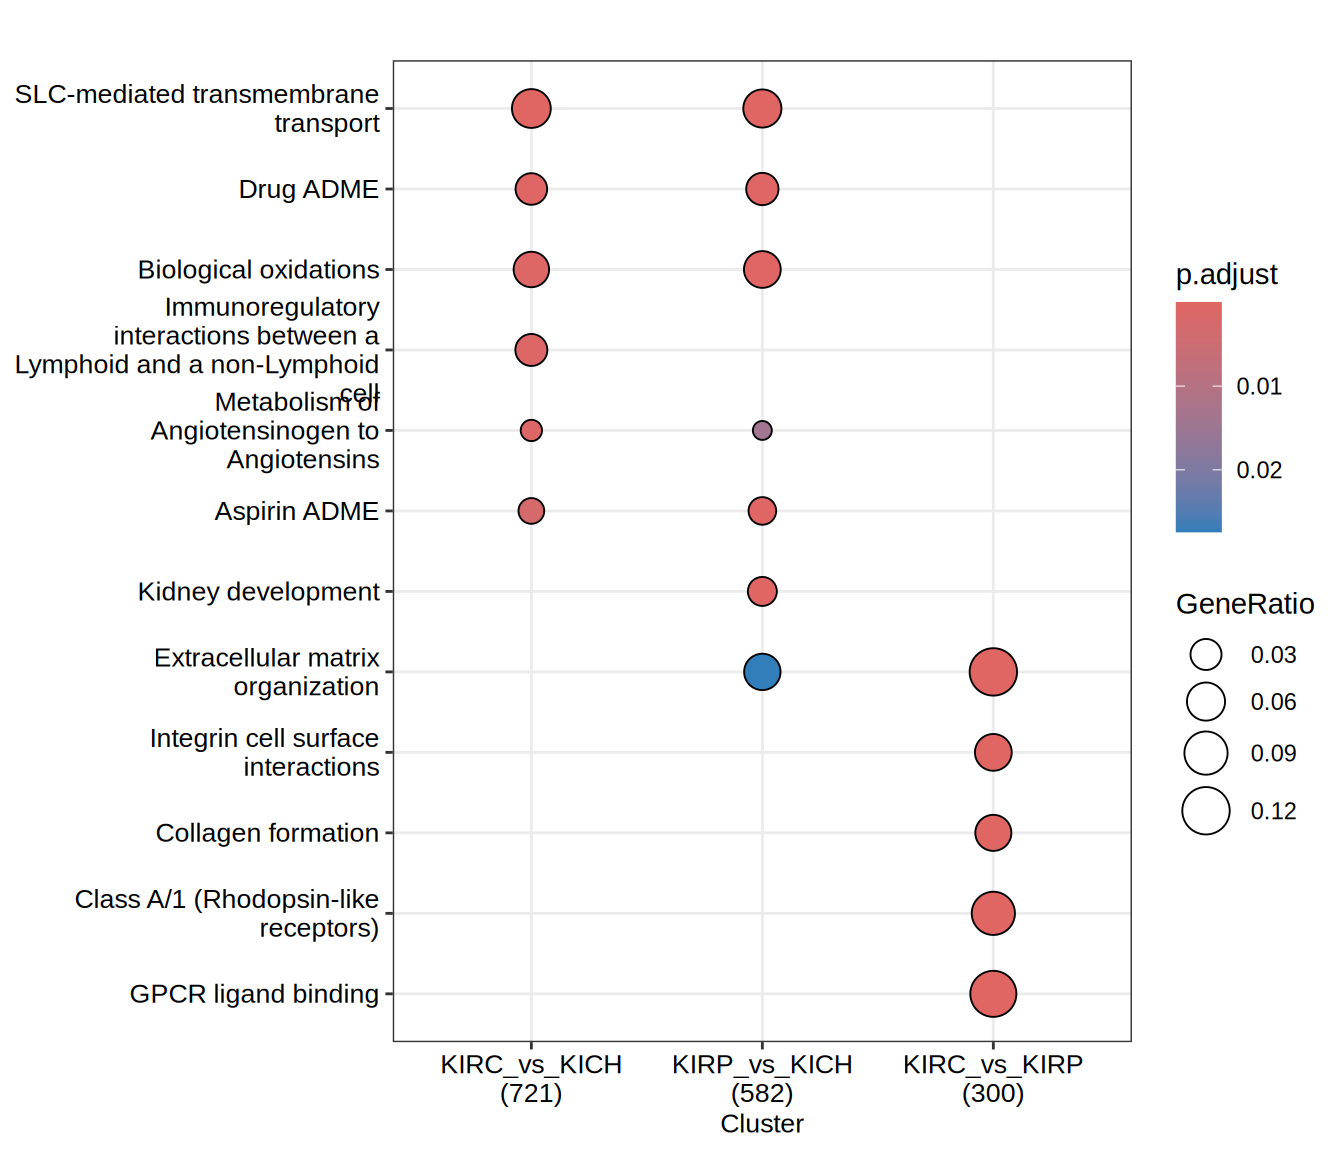 SLC-mediated transmembrane
transport
Drug ADME
Biological oxidations
Immunoregulatory
interactions between a
Lymphoid and a non-Lymphoid
cell
Metabolism of
Angiotensinogen to
Angiotensins
Aspirin ADME
Kidney development
Extracellular matrix
organization
Integrin cell surface
interactions
Collagen formation
Class A/1 (Rhodopsin-like
receptors)
GPCR ligand binding
KIRC_vs_KICH
(721)
KIRP_vs_KICH
(582)
KIRC_vs_KIRP
(300)
Cluster
p.adjust
0.01
0.02
GeneRatio
0.03
0.06
0.09
0.12